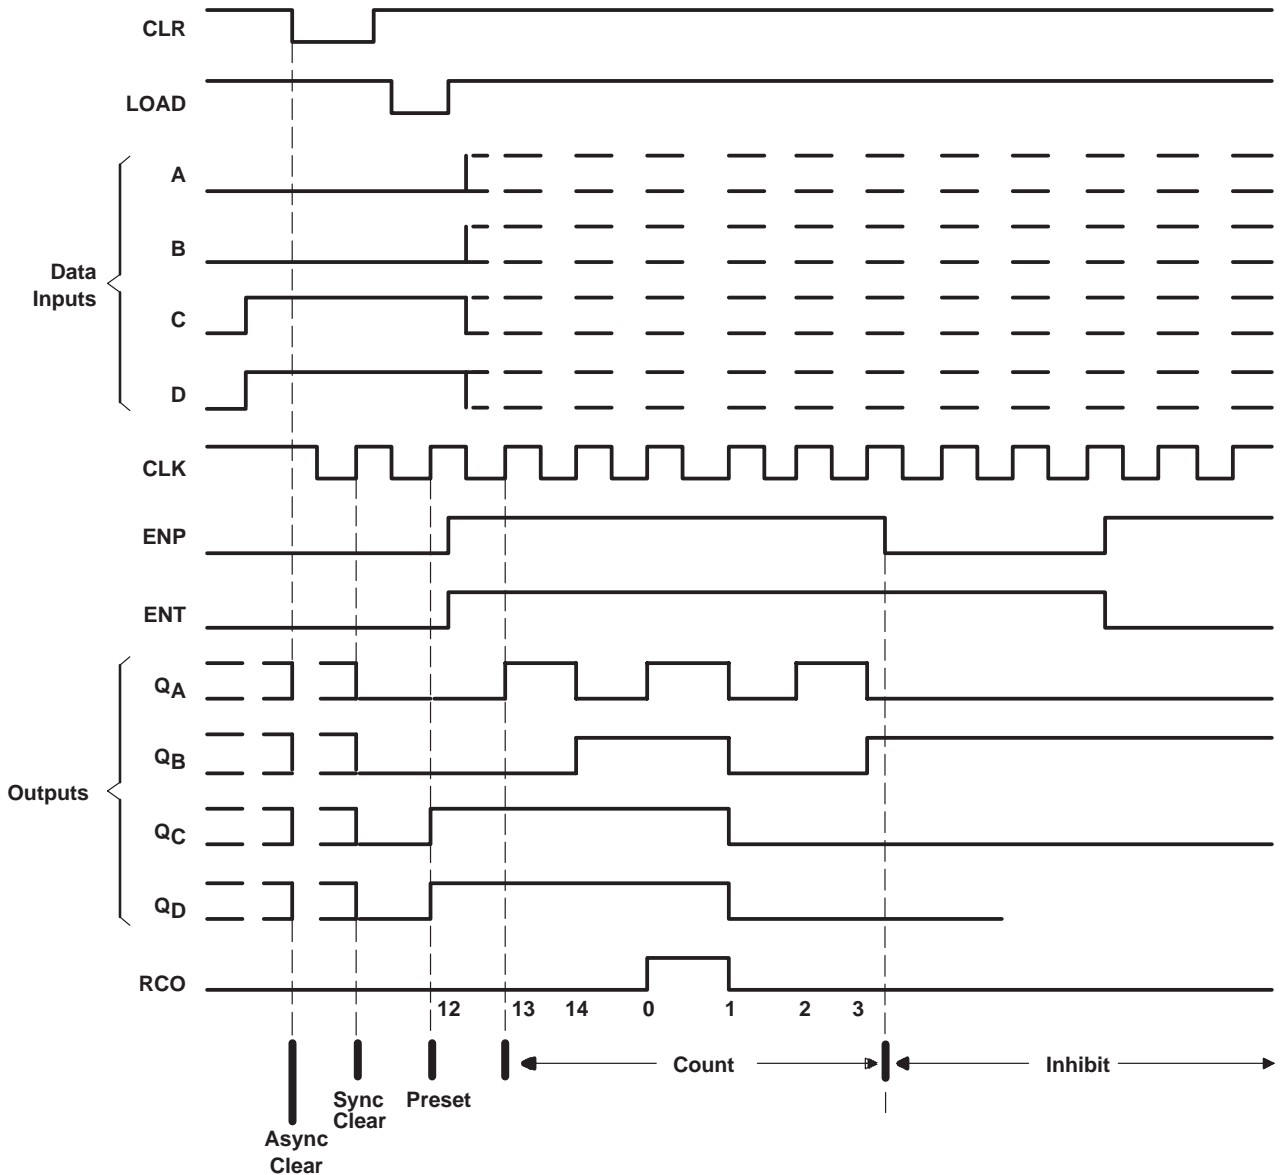 CLR
LOAD
A
B
Data
Inputs
C
D
CLK
ENP
ENT
QA
QB
Outputs
QC
QD
RCO
12 13 14 0 1 2 3
Count
Inhibit
Sync
Clear
Preset
Async
Clear